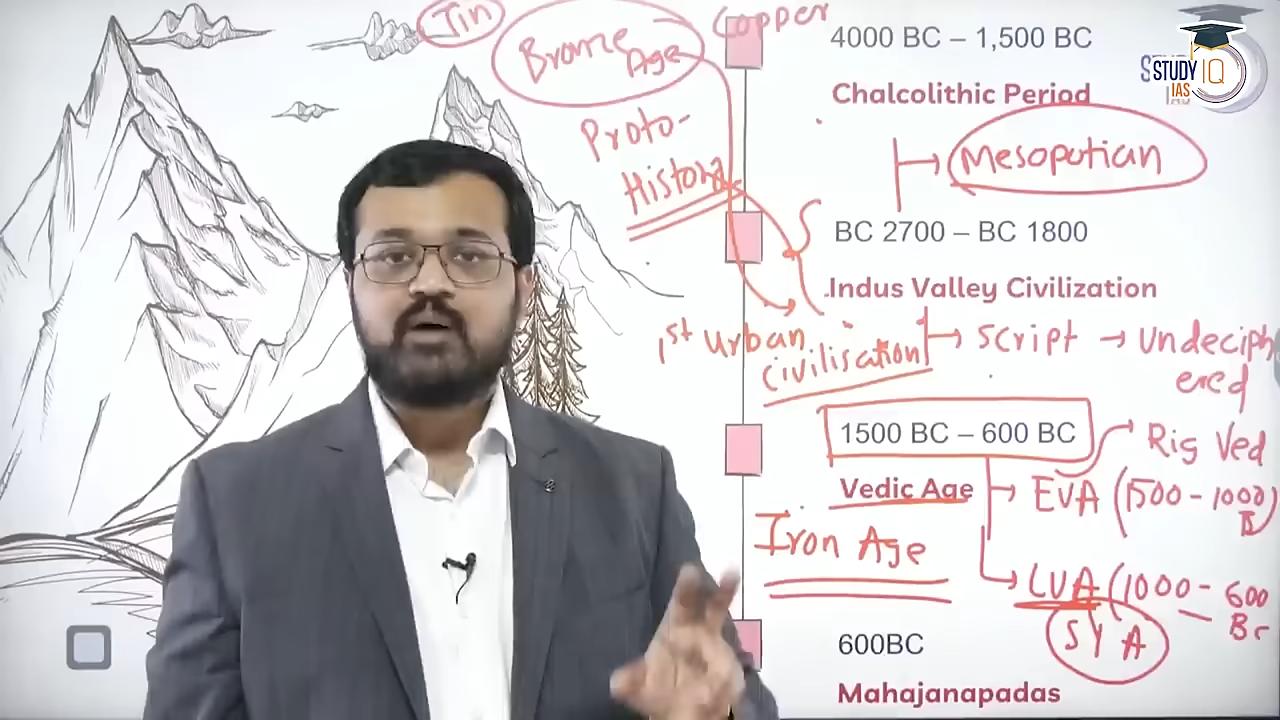 Tin
Bronze
Age
Copper
4000 BC – 1,500 BC
Chalcolithic Period
STUDY IQ
IAS
Proto-
History
Mesopotian
BC 2700 – BC 1800
Indus Valley Civilization
1st urban
civilisation
script → undeciph
ered
1500 BC – 600 BC
Rig Ved
Vedic Age
EVA (1500 - 1000)
Iron Age
LVA (1000 - 600
BC
S Y A
600BC
Mahajanapadas